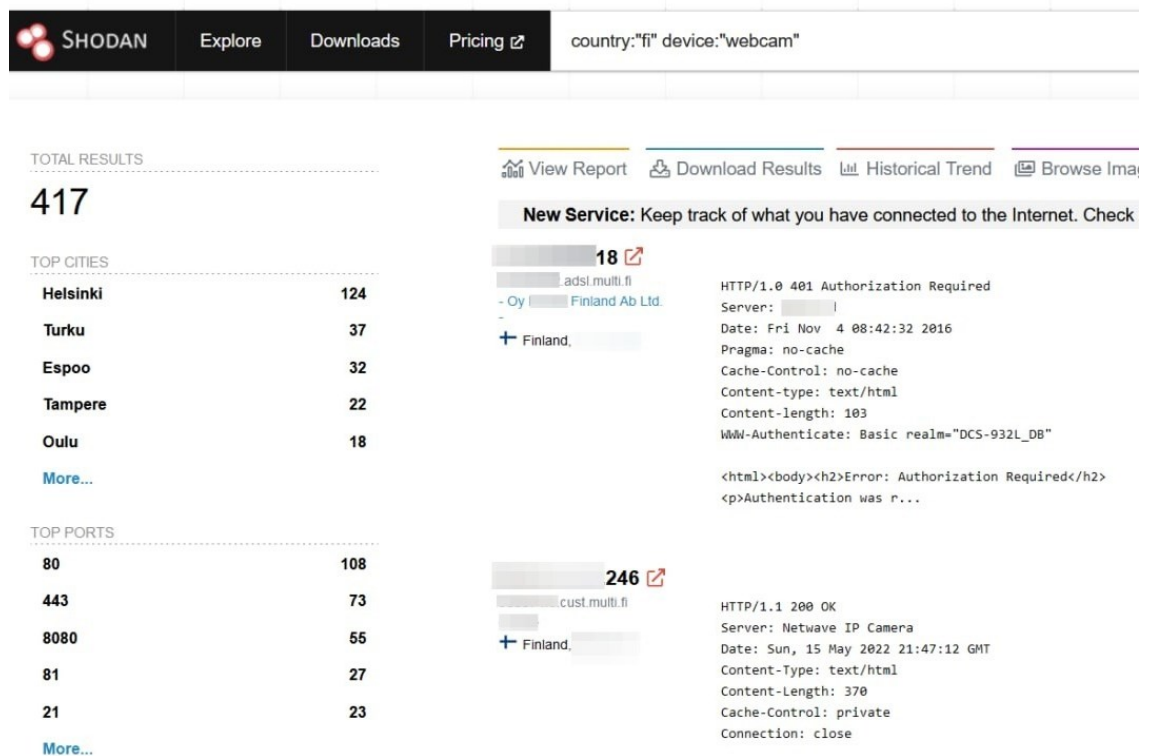 SHODAN Explore Downloads Pricing country:"fi" device:"webcam"
TOTAL RESULTS
417
TOP CITIES
Helsinki 124
Turku 37
Espoo 32
Tampere 22
Oulu 18
More...
TOP PORTS
80 108
443 73
8080 55
81 27
21 23
More...
View Report Download Results Historical Trend Browse Imag
New Service: Keep track of what you have connected to the Internet. Check
18
.adsl.multi.fi
- Oy Finland Ab Ltd.
-
Finland,
HTTP/1.0 401 Authorization Required
Server:
Date: Fri Nov 4 08:42:32 2016
Pragma: no-cache
Cache-Control: no-cache
Content-type: text/html
Content-length: 103
WWW-Authenticate: Basic realm="DCS-932L_DB"
<html><body><h2>Error: Authorization Required</h2>
<p>Authentication was r...
246
.cust.multi.fi
Finland,
HTTP/1.1 200 OK
Server: Netwave IP Camera
Date: Sun, 15 May 2022 21:47:12 GMT
Content-Type: text/html
Content-Length: 370
Cache-Control: private
Connection: close